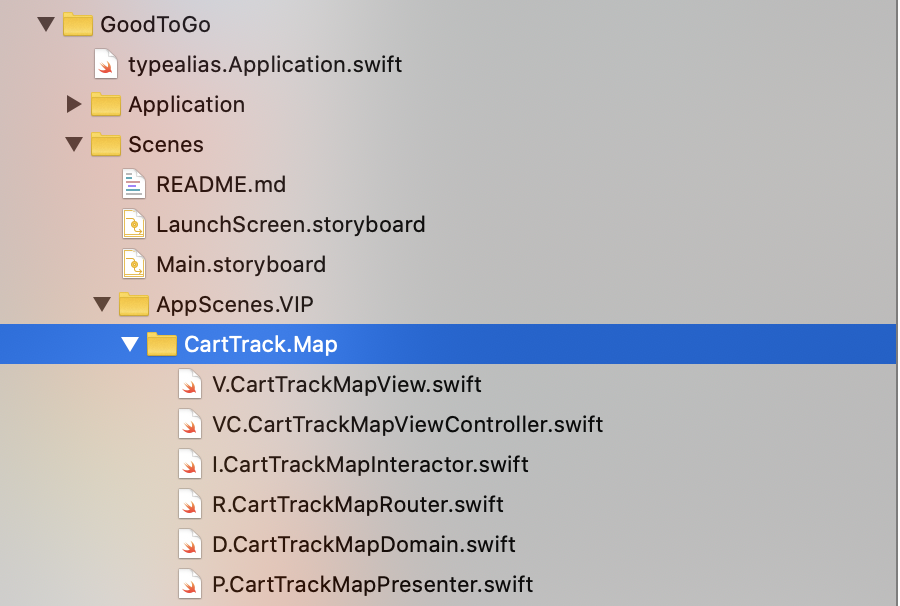 GoodToGo
typealias.Application.swift
Application
Scenes
README.md
LaunchScreen.storyboard
Main.storyboard
AppScenes.VIP
CartTrack.Map
V.CartTrackMapView.swift
VC.CartTrackMapViewController.swift
I.CartTrackMapInteractor.swift
R.CartTrackMapRouter.swift
D.CartTrackMapDomain.swift
P.CartTrackMapPresenter.swift